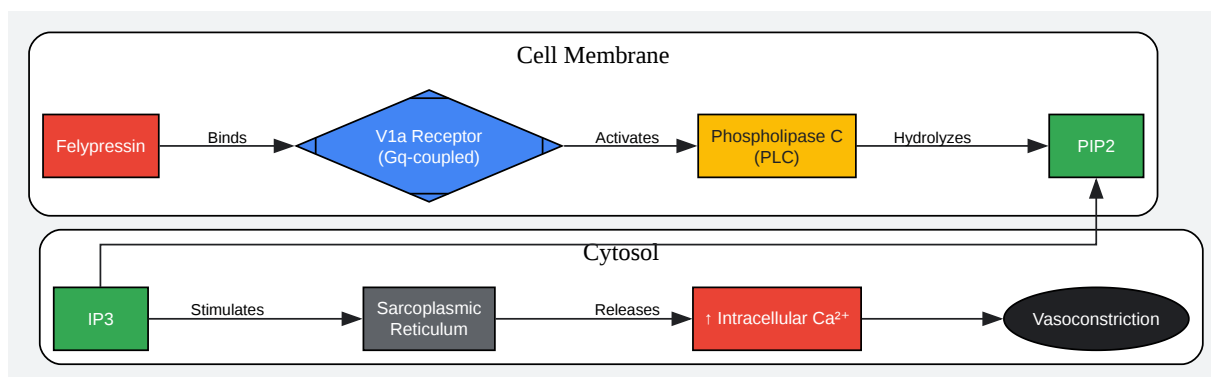 Cell Membrane
Felypressin
Binds
V1a Receptor
(Gq-coupled)
Activates
Phospholipase C
(PLC)
Hydrolyzes
PIP2
Cytosol
IP3
Stimulates
Sarcoplasmic
Reticulum
Releases
↑ Intracellular Ca²⁺
Vasoconstriction